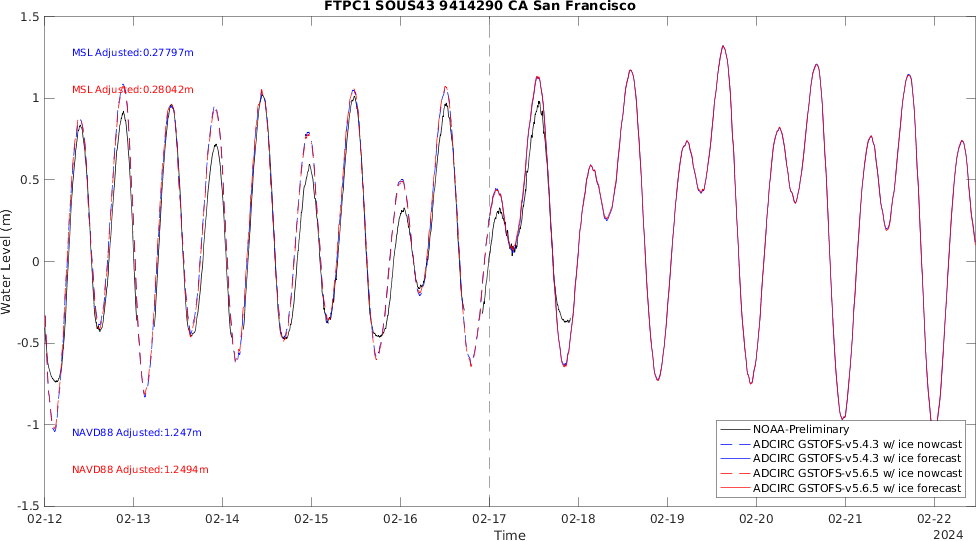 FTPC1 SOUS43 9414290 CA San Francisco
1.5
1
0.5
0
-0.5
-1
-1.5
Water Level (m)
MSL Adjusted:0.27797m
MSL Adjusted:0.28042m
NAVD88 Adjusted:1.247m
NAVD88 Adjusted:1.2494m
NOAA-Preliminary
ADCIRC GSTOFS-v5.4.3 w/ ice nowcast
ADCIRC GSTOFS-v5.4.3 w/ ice forecast
ADCIRC GSTOFS-v5.6.5 w/ ice nowcast
ADCIRC GSTOFS-v5.6.5 w/ ice forecast
02-12 02-13 02-14 02-15 02-16 02-17 02-18 02-19 02-20 02-21 02-22
Time
2024